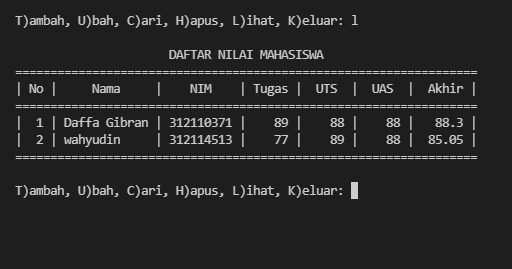 T)ambah, U)bah, C)ari, H)apus, L)ihat, K)eluar: l
DAFTAR NILAI MAHASISWA
==================================================================
| No |     Nama     |    NIM    | Tugas |  UTS  |  UAS  |  Akhir |
==================================================================
|  1 | Daffa Gibran | 312110371 |    89 |    88 |    88 |   88.3 |
|  2 | wahyudin     | 312114513 |    77 |    89 |    88 |  85.05 |
==================================================================
T)ambah, U)bah, C)ari, H)apus, L)ihat, K)eluar: